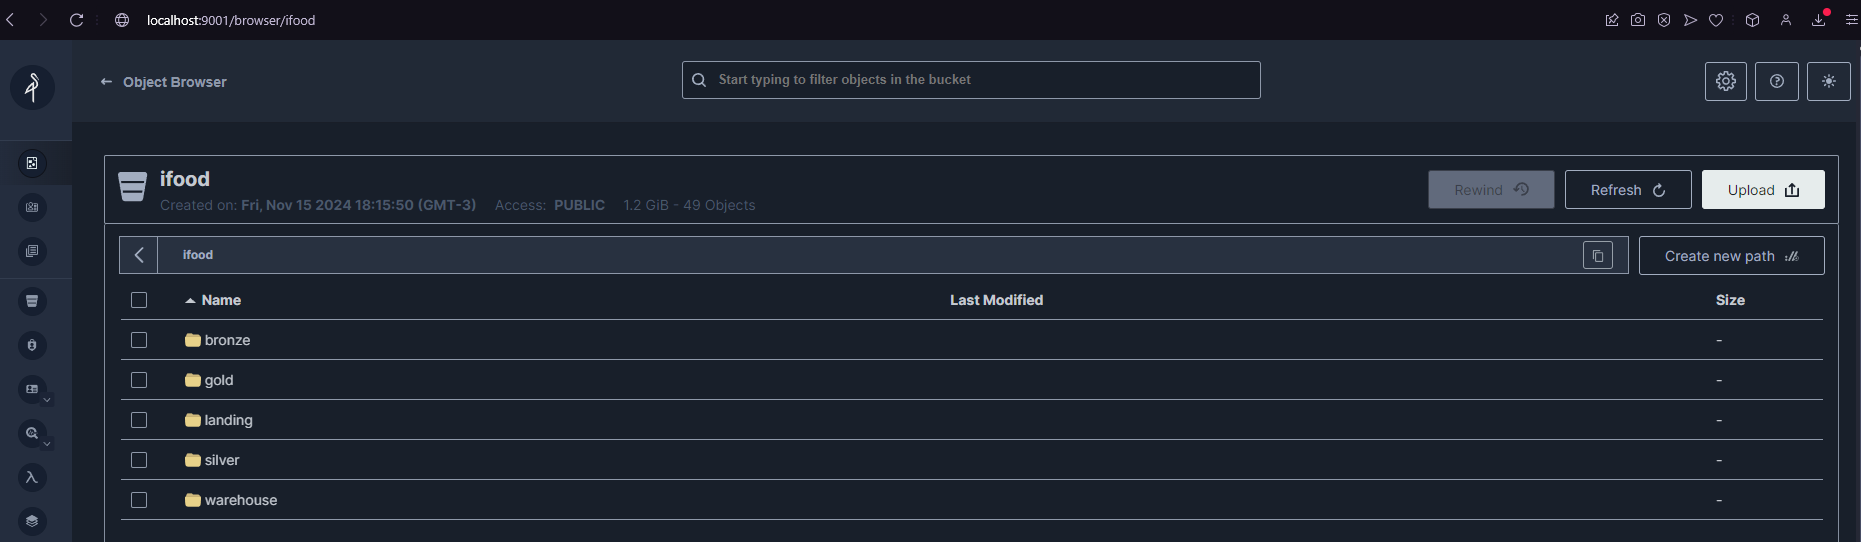 localhost:9001/browser/ifood
Object Browser
Start typing to filter objects in the bucket
ifood
Created on: Fri, Nov 15 2024 18:15:50 (GMT-3) Access: PUBLIC 1.2 GiB - 49 Objects
Rewind
Refresh
Upload
ifood
Create new path
Name Last Modified Size
bronze -
gold -
landing -
silver -
warehouse -